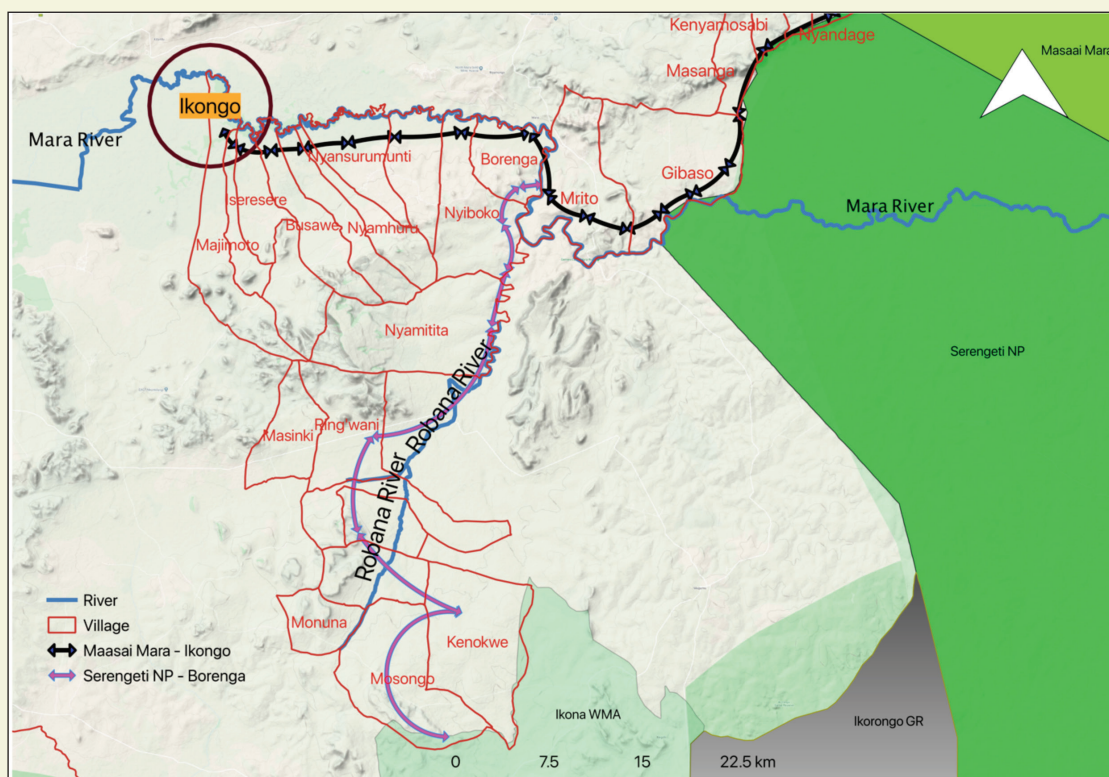 Kenyamosabi
Nyandage
Masaai Mara
Masanga
Ikongo
Mara River
Nyansurumunti
Borenga
Gibaso
Mrito
Iseresere
Nyiboko
Mara River
Busawe
Nyamhuru
Majimoto
Nyamitita
Serengeti NP
Robana River
Ring'wani
Masinki
Robana River
River
Village
Maasai Mara - Ikongo
Serengeti NP - Borenga
Monuna
Kenokwe
Mosongo
Ikona WMA
Ikorongo GR
0 7.5 15 22.5 km